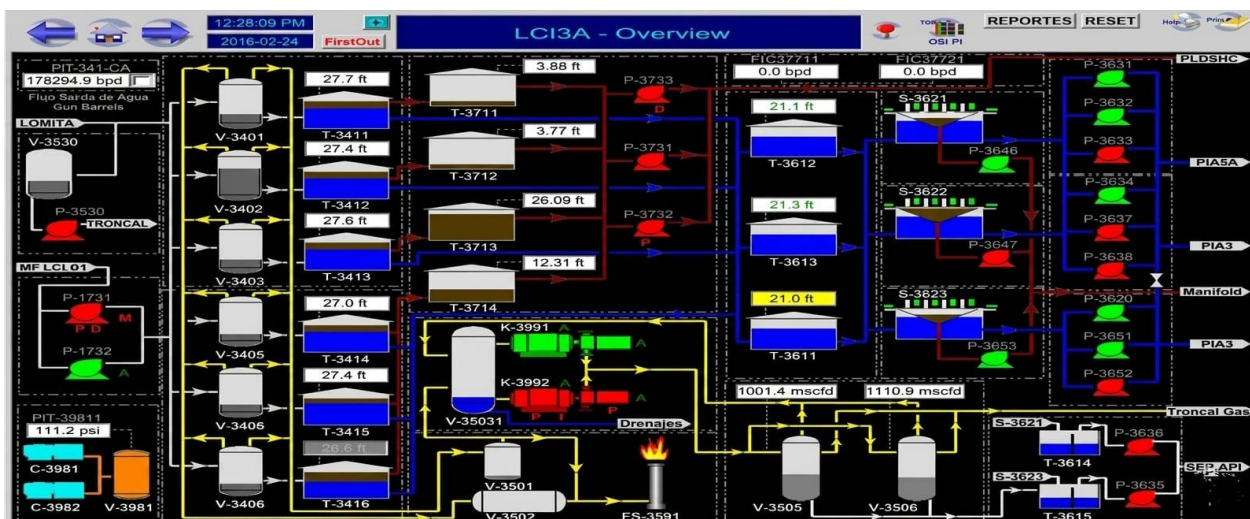 12:28:09 PM
2016-02-24
FirstOut
LCI3A - Overview
OSI PI
REPORTES
RESET
PIT-341-CA
178294.9 bpd
Flujo Sarda de Agua
Gun Barrels
LOMITA
V-3530
P-3530
TRONCAL
MF LCL01
P-1731
P D
M
P-1732
A
PIT-39811
111.2 psi
C-3981
C-3982
V-3981
V-3401
V-3402
V-3403
V-3405
V-3406
V-3406
27.7 ft
T-3411
27.4 ft
T-3412
27.6 ft
T-3413
27.0 ft
T-3414
27.4 ft
T-3415
26.6 ft
T-3416
3.88 ft
T-3711
3.77 ft
T-3712
26.09 ft
T-3713
12.31 ft
T-3714
P-3733
D
P-3731
P-3732
P
K-3991
A
A
K-3992
A
A
P I
P
V-35031
Drenajes
V-3501
V-3502
FS-3591
FIC37711
0.0 bpd
FIC37721
0.0 bpd
21.1 ft
T-3612
21.3 ft
T-3613
21.0 ft
T-3611
S-3621
P-3646
S-3622
P-3647
S-3823
P-3653
P-3631
P-3632
P-3633
P-3634
P-3637
P-3638
P-3620
P-3651
P-3652
PLDSHC
PIA5A
PIA3
Manifold
PIA3
Troncal Gas
1001.4 mscfd
1110.9 mscfd
V-3505
V-3506
S-3621
T-3614
P-3636
S-3623
T-3615
P-3635
SEP API